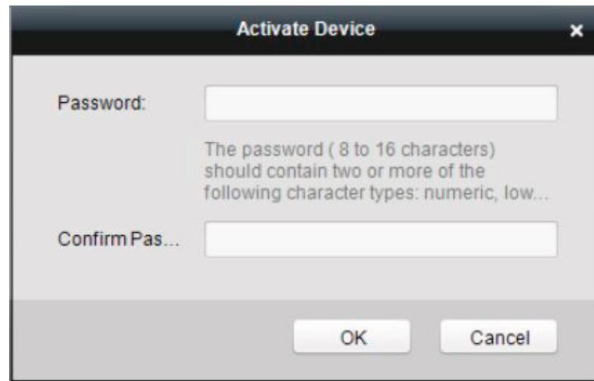 Activate Device
×
Password:
The password ( 8 to 16 characters)
should contain two or more of the
following character types: numeric, low...
Confirm Pas...
OK Cancel